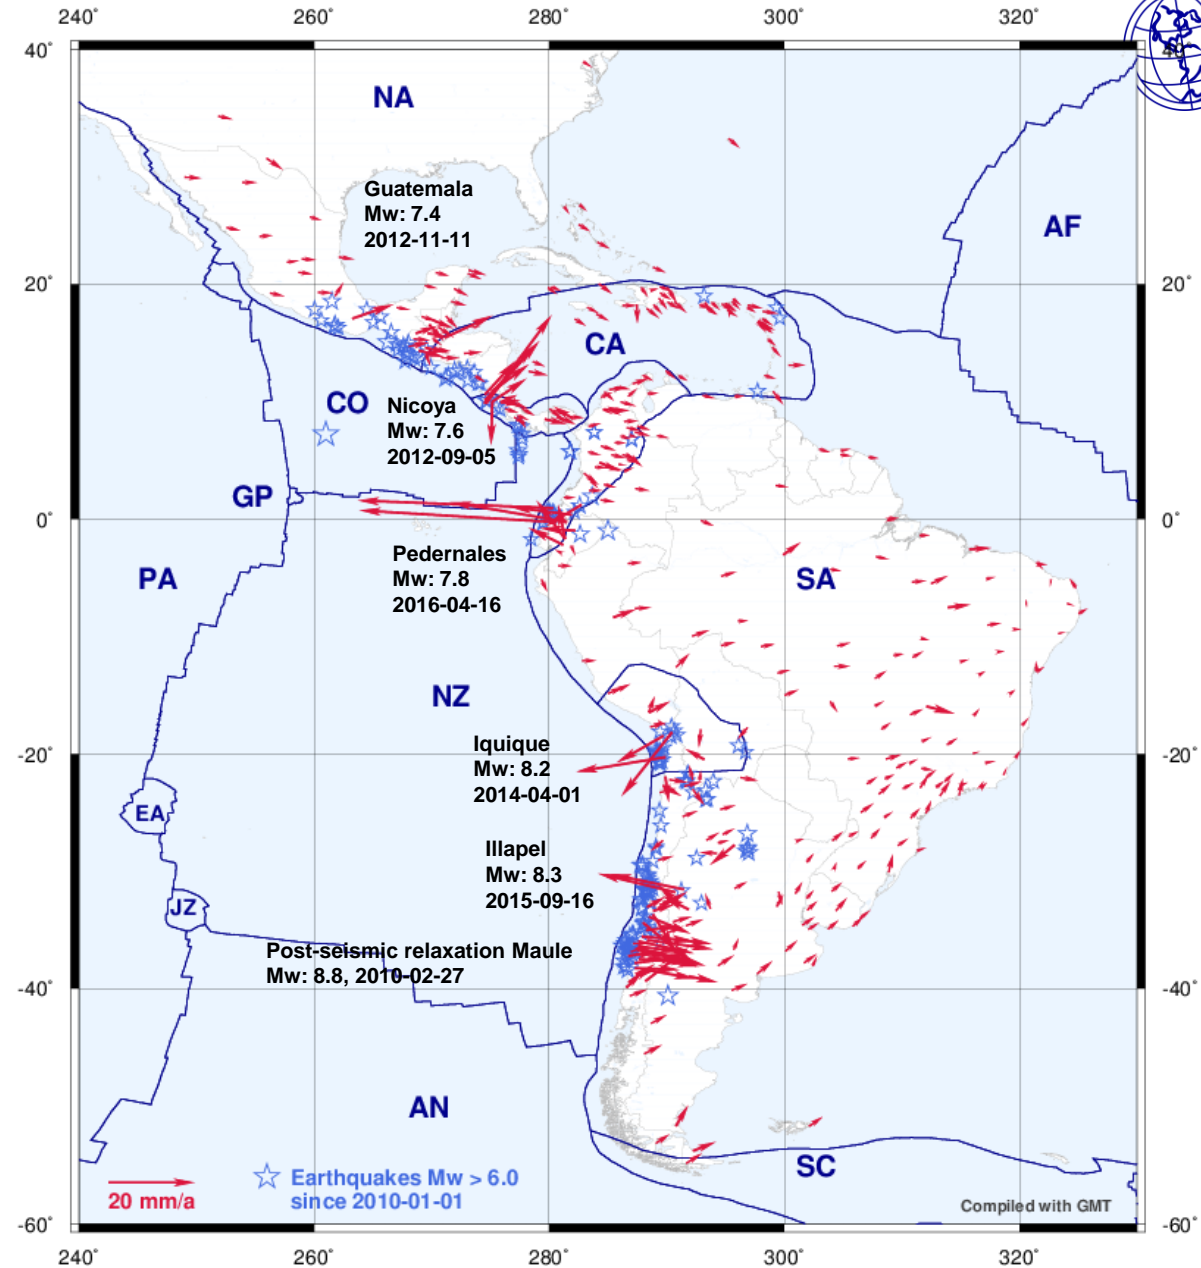 240° 260° 280° 300° 320°
40° 40°
NA
Guatemala
Mw: 7.4
2012-11-11
AF
20° 20°
CA
CO
Nicoya
Mw: 7.6
2012-09-05
GP
0° 0°
Pedernales
Mw: 7.8
2016-04-16
PA
SA
NZ
Iquique
Mw: 8.2
2014-04-01
-20° -20°
EA
Illapel
Mw: 8.3
2015-09-16
JZ
Post-seismic relaxation Maule
Mw: 8.8, 2010-02-27
-40° -40°
AN
SC
20 mm/a
Earthquakes Mw > 6.0
since 2010-01-01
Compiled with GMT
-60° -60°
240° 260° 280° 300° 320°